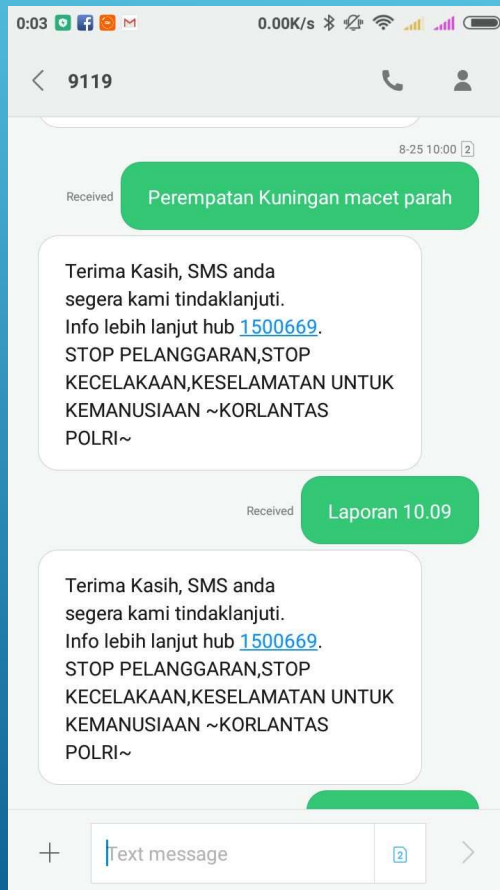 0:03
0.00K/s
9119
8-25 10:00 2
Received
Perempatan Kuningan macet parah
Terima Kasih, SMS anda
segera kami tindaklanjuti.
Info lebih lanjut hub 1500669.
STOP PELANGGARAN,STOP
KECELAKAAN,KESELAMATAN UNTUK
KEMANUSIAAN ~KORLANTAS
POLRI~
Received
Laporan 10.09
Terima Kasih, SMS anda
segera kami tindaklanjuti.
Info lebih lanjut hub 1500669.
STOP PELANGGARAN,STOP
KECELAKAAN,KESELAMATAN UNTUK
KEMANUSIAAN ~KORLANTAS
POLRI~
Text message
2